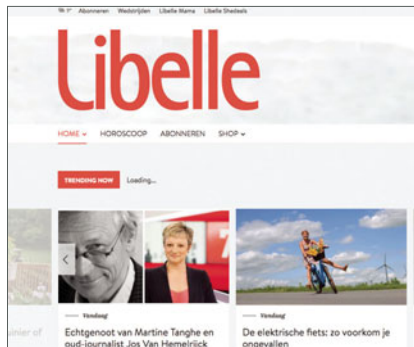 Abonneren Wedstrijden Libelle Mama Libelle Shedeals
Libelle
HOME HOROSCOOP ABONNEREN SHOP
TRENDING NOW Loading...
Vandaag
Echtgenoot van Martine Tanghe en
oud-journalist Jos Van Hemelrijck
Vandaag
De elektrische fiets: zo voorkom je
ongevallen
of